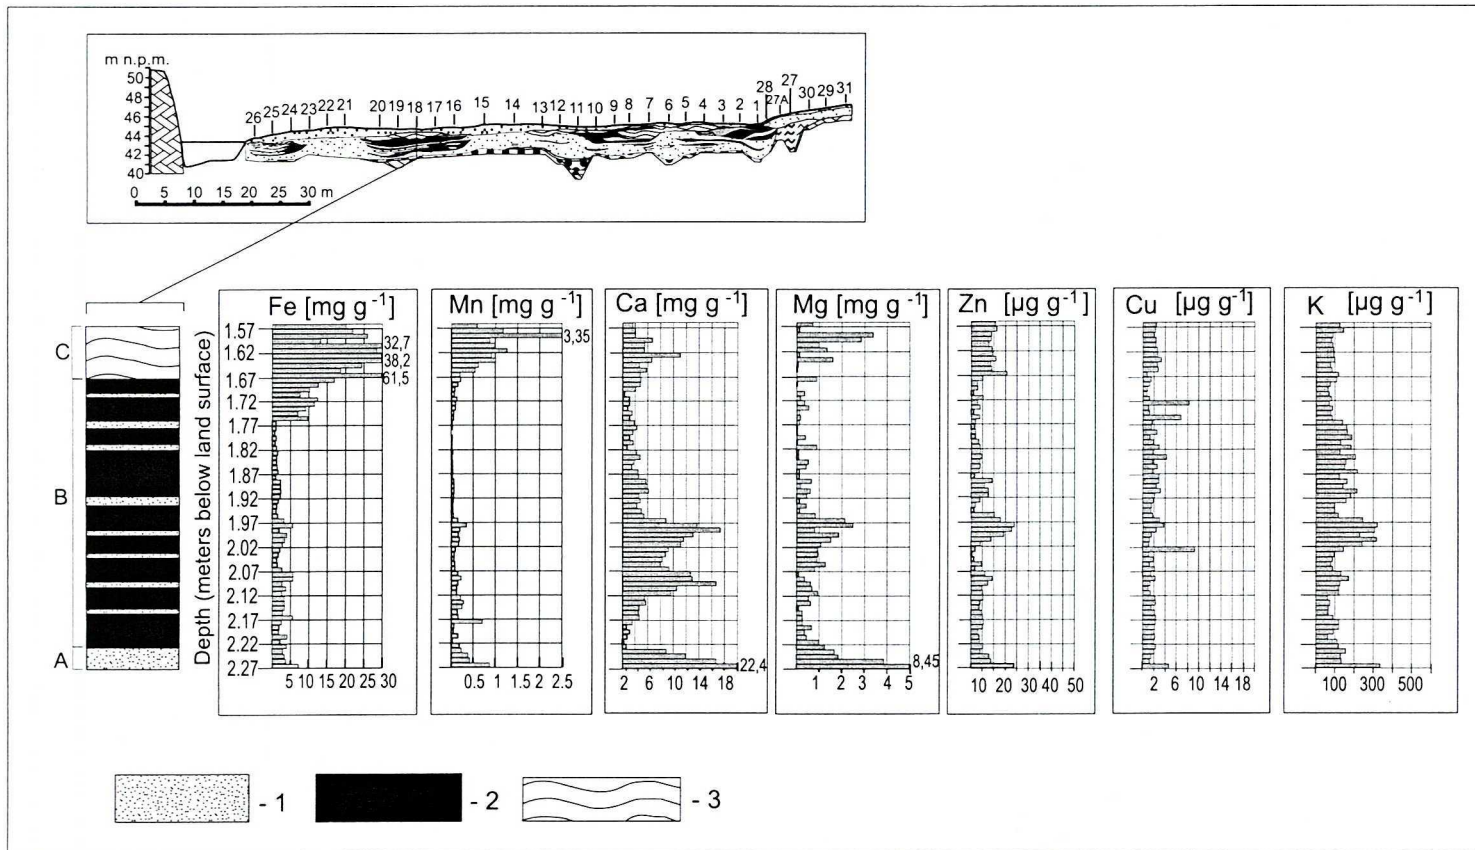 m n.p.m.
50
48
46
44
42
40
0 5 10 15 20 25 30 m
26 25 24 23 22 21 20 19 18 17 16 15 14 13 12 11 10 9 8 7 6 5 4 3 2 1 28 27A 27 30 29 31
C
B
A
Depth (meters below land surface)
1.57
1.62
1.67
1.72
1.77
1.82
1.87
1.92
1.97
2.02
2.07
2.12
2.17
2.22
2.27
Fe [mg g -1]
32,7
38,2
61,5
5 10 15 20 25 30
Mn [mg g -1]
3,35
0.5 1 1.5 2 2.5
Ca [mg g -1]
22,4
2 6 10 14 18
Mg [mg g -1]
8,45
1 2 3 4 5
Zn [µg g -1]
10 20 30 40 50
Cu [µg g -1]
2 6 10 14 18
K [µg g -1]
100 300 500
- 1
- 2
- 3